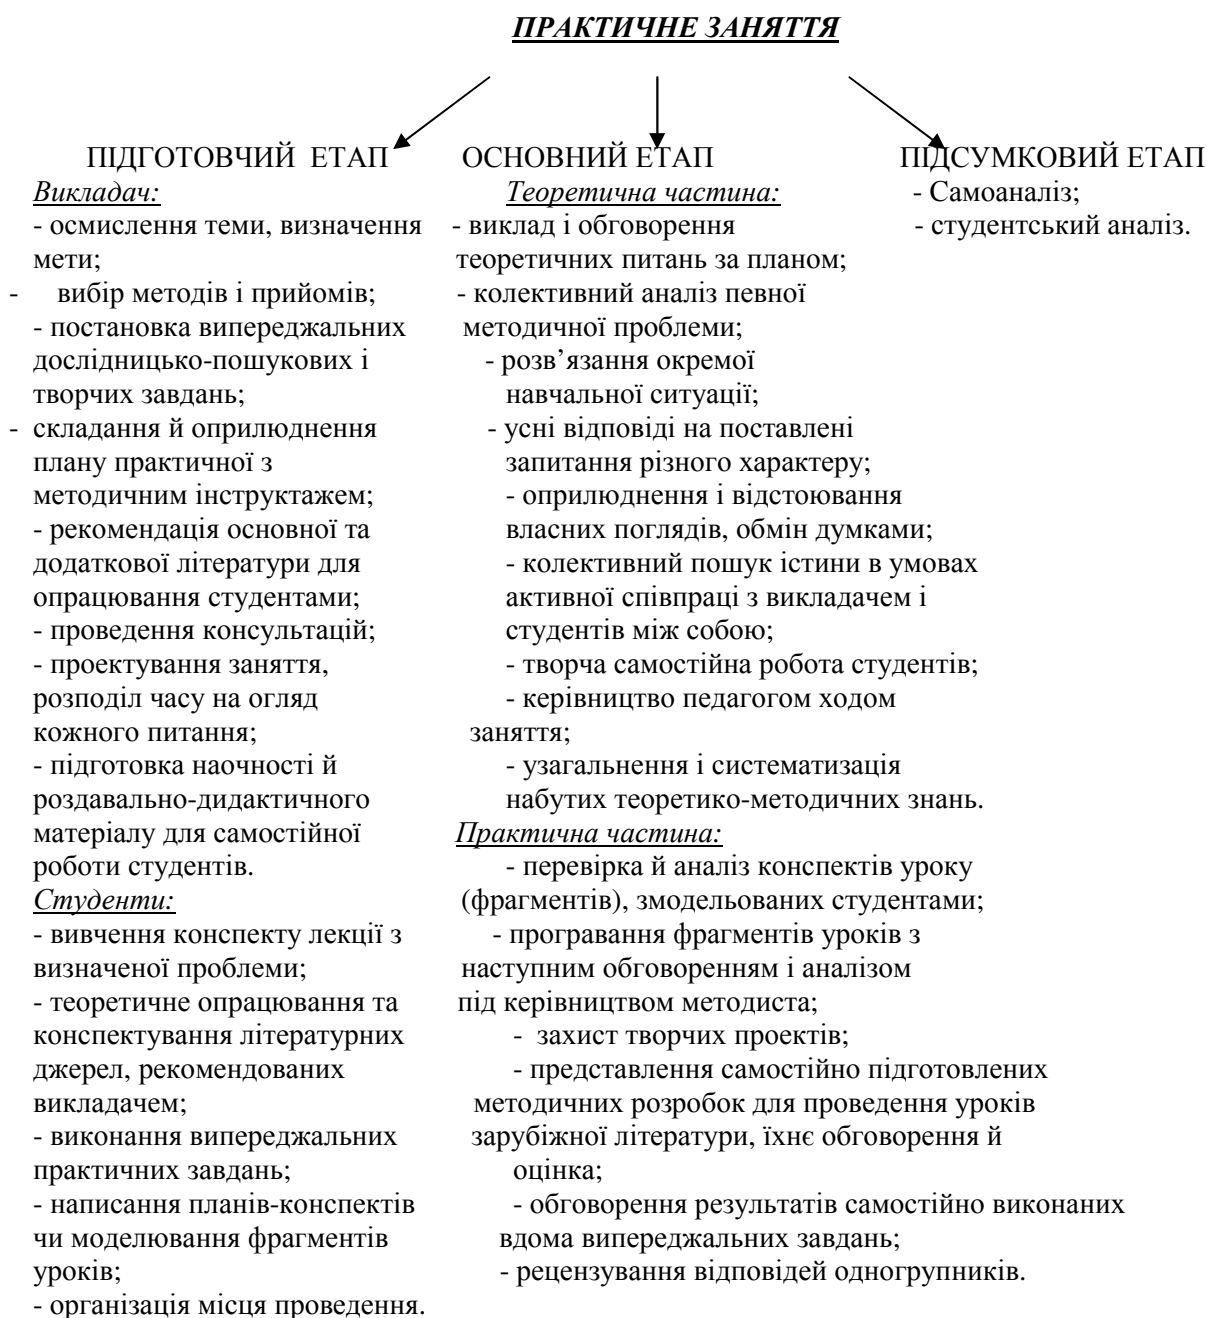 ПРАКТИЧНЕ ЗАНЯТТЯ
ПІДГОТОВЧИЙ ЕТАП
Викладач:
- осмислення теми, визначення
мети;
- вибір методів і прийомів;
- постановка випереджальних
дослідницько-пошукових і
творчих завдань;
- складання й оприлюднення
плану практичної з
методичним інструктажем;
- рекомендація основної та
додаткової літератури для
опрацювання студентами;
- проведення консультацій;
- проектування заняття,
розподіл часу на огляд
кожного питання;
- підготовка наочності й
роздавально-дидактичного
матеріалу для самостійної
роботи студентів.
Студенти:
- вивчення конспекту лекції з
визначеної проблеми;
- теоретичне опрацювання та
конспектування літературних
джерел, рекомендованих
викладачем;
- виконання випереджальних
практичних завдань;
- написання планів-конспектів
чи моделювання фрагментів
уроків;
- організація місця проведення.
ОСНОВНИЙ ЕТАП
Теоретична частина:
- виклад і обговорення
теоретичних питань за планом;
- колективний аналіз певної
методичної проблеми;
- розв’язання окремої
навчальної ситуації;
- усні відповіді на поставлені
запитання різного характеру;
- оприлюднення і відстоювання
власних поглядів, обмін думками;
- колективний пошук істини в умовах
активної співпраці з викладачем і
студентів між собою;
- творча самостійна робота студентів;
- керівництво педагогом ходом
заняття;
- узагальнення і систематизація
набутих теоретико-методичних знань.
Практична частина:
- перевірка й аналіз конспектів уроку
(фрагментів), змодельованих студентами;
- програвання фрагментів уроків з
наступним обговоренням і аналізом
під керівництвом методиста;
- захист творчих проектів;
- представлення самостійно підготовлених
методичних розробок для проведення уроків
зарубіжної літератури, їхнє обговорення й
оцінка;
- обговорення результатів самостійно виконаних
вдома випереджальних завдань;
- рецензування відповідей одногрупників.
ПІДСУМКОВИЙ ЕТАП
- Самоаналіз;
- студентський аналіз.